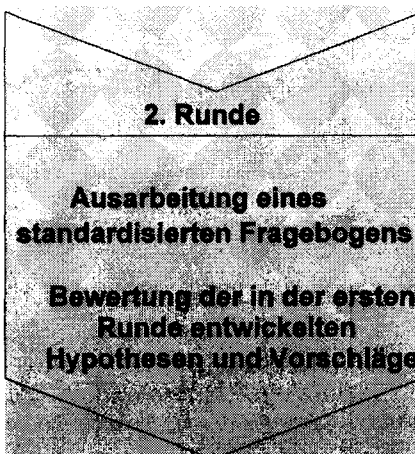 2. Runde
Ausarbeitung eines
standardisierten Fragebogens
Bewertung der in der ersten
Runde entwickelten
Hypothesen und Vorschläge